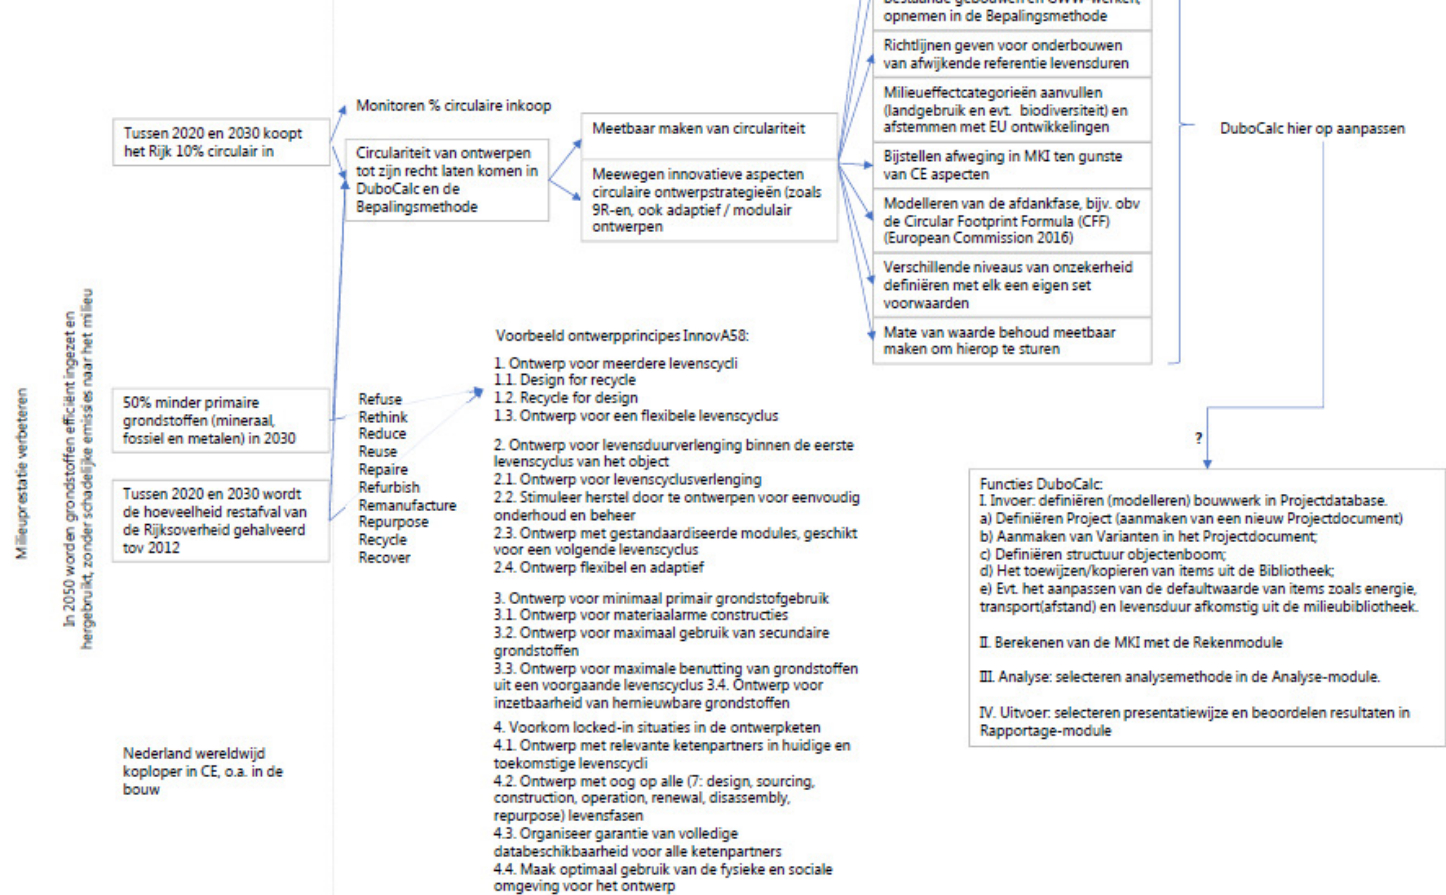 Milieuprestatie verbeteren
In 2050 worden grondstoffen efficiënt ingezet en
hergebruikt, zonder schadelijke emissies naar het milieu
Tussen 2020 en 2030 koopt
het Rijk 10% circulair in
50% minder primaire
grondstoffen (mineraal,
fossiel en metalen) in 2030
Tussen 2020 en 2030 wordt
de hoeveelheid restafval van
de Rijksoverheid gehalveerd
tov 2012
Nederland wereldwijd
koploper in CE, o.a. in de
bouw
Monitoren % circulaire inkoop
Circulariteit van ontwerpen
tot zijn recht laten komen in
DuboCalc en de
Bepalingsmethode
Refuse
Rethink
Reduce
Reuse
Repaire
Refurbish
Remanufacture
Repurpose
Recycle
Recover
Meetbaar maken van circulariteit
Meewegen innovatieve aspecten
circulaire ontwerpstrategieën (zoals
9R-en, ook adaptief / modulair
ontwerpen
Voorbeeld ontwerpprincipes InnovA58:
1. Ontwerp voor meerdere levenscycli
1.1. Design for recycle
1.2. Recycle for design
1.3. Ontwerp voor een flexibele levenscyclus
2. Ontwerp voor levensduurverlenging binnen de eerste
levenscyclus van het object
2.1. Ontwerp voor levenscyclusverlenging
2.2. Stimuleer herstel door te ontwerpen voor eenvoudig
onderhoud en beheer
2.3. Ontwerp met gestandaardiseerde modules, geschikt
voor een volgende levenscyclus
2.4. Ontwerp flexibel en adaptief
3. Ontwerp voor minimaal primair grondstofgebruik
3.1. Ontwerp voor materiaalarme constructies
3.2. Ontwerp voor maximaal gebruik van secundaire
grondstoffen
3.3. Ontwerp voor maximale benutting van grondstoffen
uit een voorgaande levenscyclus 3.4. Ontwerp voor
inzetbaarheid van hernieuwbare grondstoffen
4. Voorkom locked-in situaties in de ontwerpketen
4.1. Ontwerp met relevante ketenpartners in huidige en
toekomstige levenscycli
4.2. Ontwerp met oog op alle (7: design, sourcing,
construction, operation, renewal, disassembly,
repurpose) levensfasen
4.3. Organiseer garantie van volledige
databeschikbaarheid voor alle ketenpartners
4.4. Maak optimaal gebruik van de fysieke en sociale
omgeving voor het ontwerp
opnemen in de Bepalingsmethode
Richtlijnen geven voor onderbouwen
van afwijkende referentie levensduren
Milieueffectcategorieën aanvullen
(landgebruik en evt. biodiversiteit) en
afstemmen met EU ontwikkelingen
Bijstellen afweging in MKI ten gunste
van CE aspecten
Modelleren van de afdankfase, bijv. obv
de Circular Footprint Formula (CFF)
(European Commission 2016)
Verschillende niveaus van onzekerheid
definiëren met elk een eigen set
voorwaarden
Mate van waarde behoud meetbaar
maken om hierop te sturen
DuboCalc hier op aanpassen
?
Functies DuboCalc:
I. Invoer: definiëren (modelleren) bouwwerk in Projectdatabase.
a) Definiëren Project (aanmaken van een nieuw Projectdocument)
b) Aanmaken van Varianten in het Projectdocument;
c) Definiëren structuur objectenboom;
d) Het toewijzen/kopieren van items uit de Bibliotheek;
e) Evt. het aanpassen van de defaultwaarde van items zoals energie,
transport(afstand) en levensduur afkomstig uit de milieubibliotheek.
II. Berekenen van de MKI met de Rekenmodule
III. Analyse: selecteren analysemethode in de Analyse-module.
IV. Uitvoer: selecteren presentatiewijze en beoordelen resultaten in
Rapportage-module